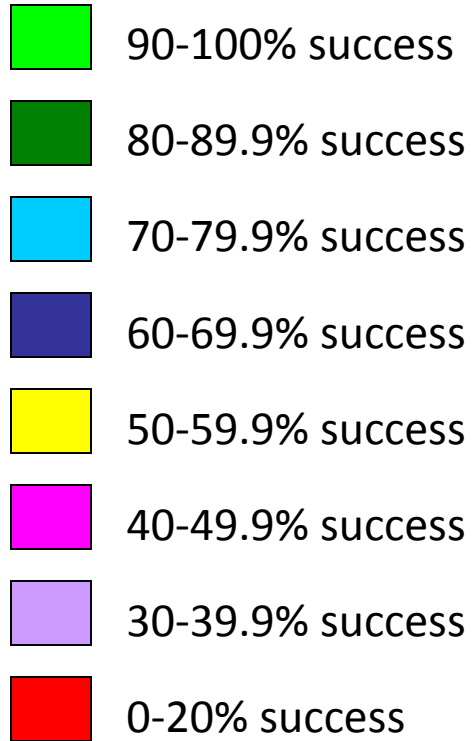 90-100% success
80-89.9% success
70-79.9% success
60-69.9% success
50-59.9% success
40-49.9% success
30-39.9% success
0-20% success